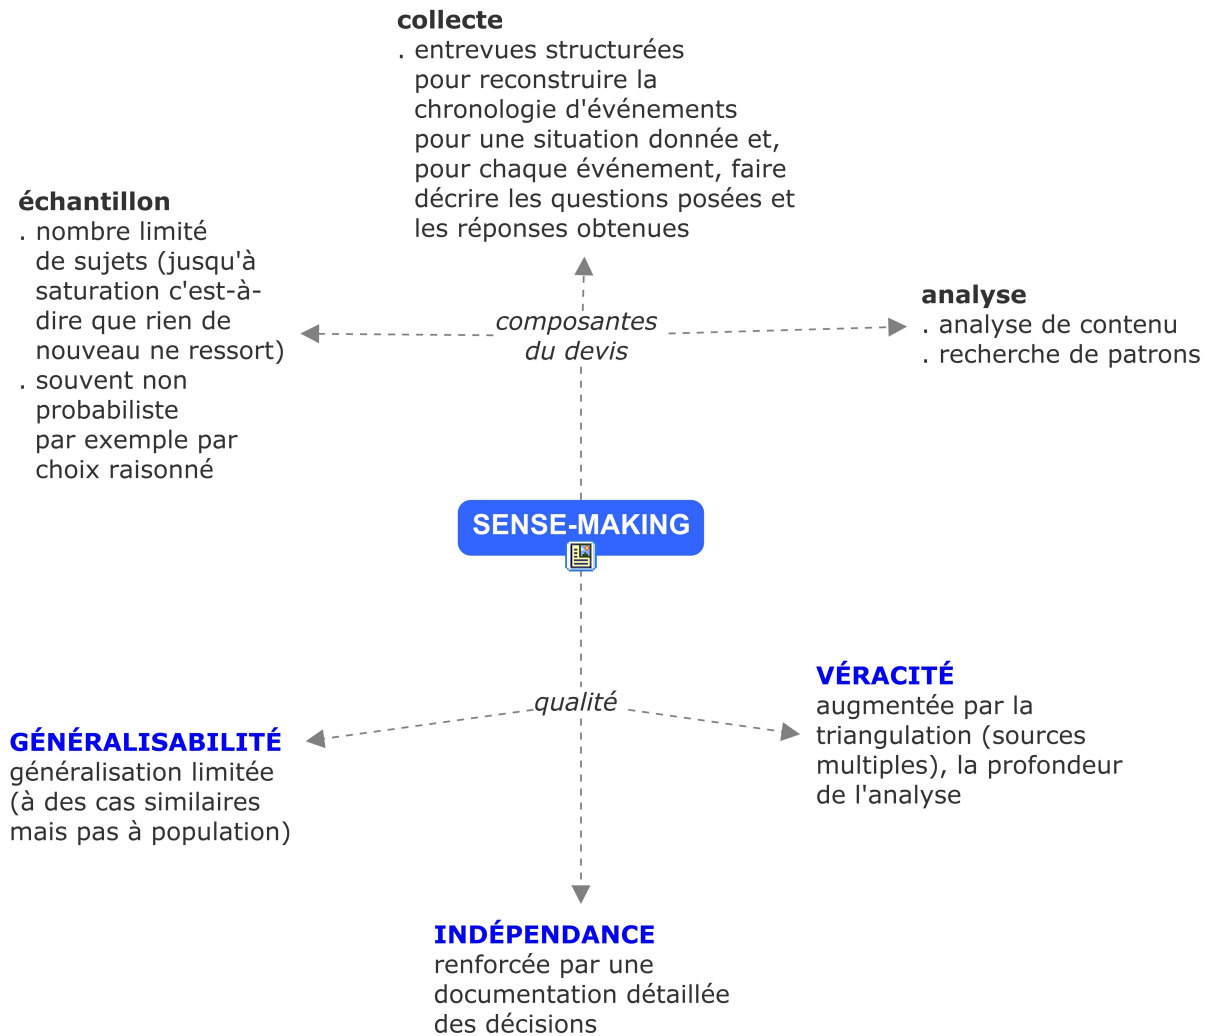 collecte
. entrevues structurées
pour reconstruire la
chronologie d'événements
pour une situation donnée et,
pour chaque événement, faire
décrire les questions posées et
les réponses obtenues
échantillon
. nombre limité
de sujets (jusqu'à
saturation c'est-à-
dire que rien de
nouveau ne ressort)
. souvent non
probabiliste
par exemple par
choix raisonné
composantes
du devis
analyse
. analyse de contenu
. recherche de patrons
SENSE-MAKING
qualité
GÉNÉRALISABILITÉ
généralisation limitée
(à des cas similaires
mais pas à population)
VÉRACITÉ
augmentée par la
triangulation (sources
multiples), la profondeur
de l'analyse
INDÉPENDANCE
renforcée par une
documentation détaillée
des décisions